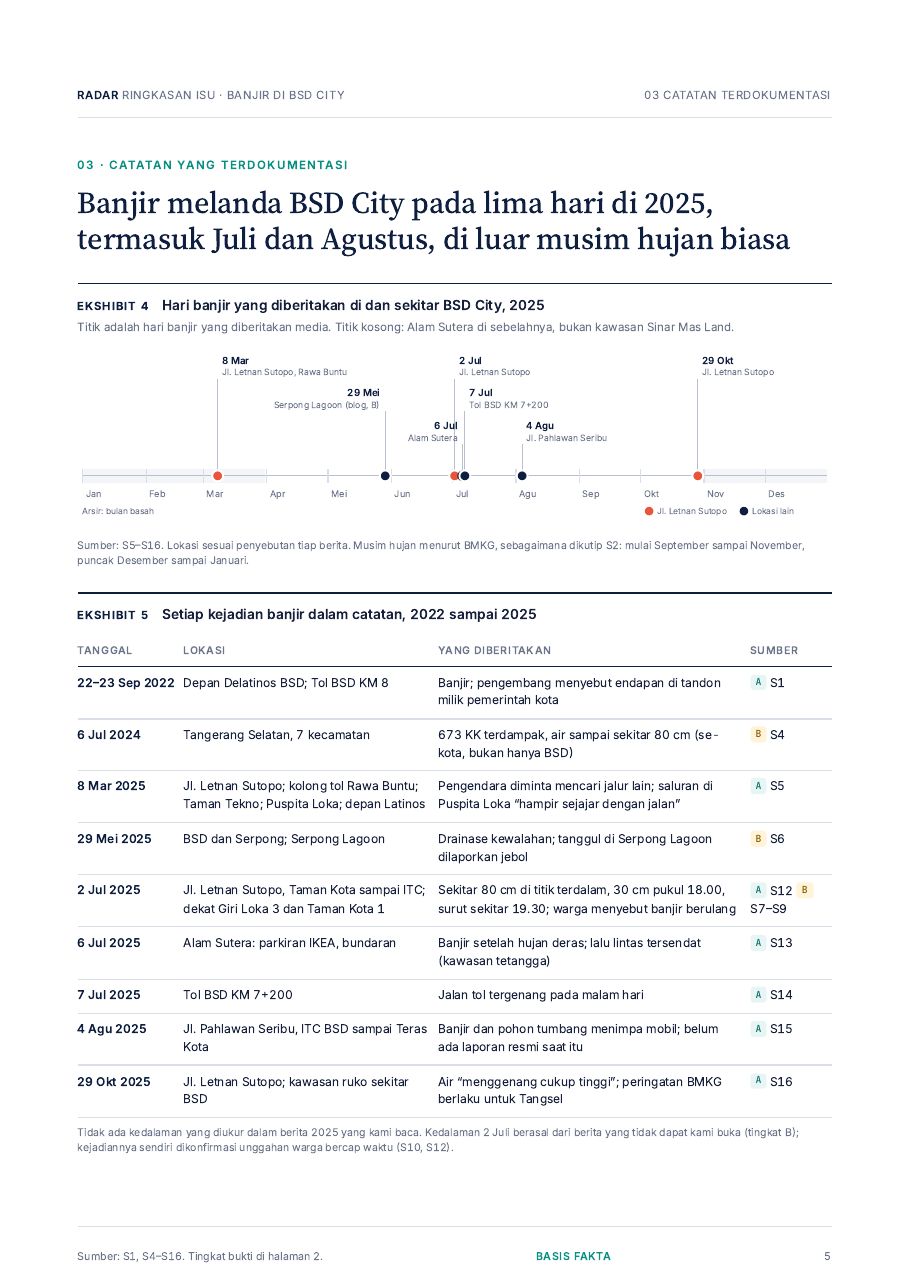 RADAR RINGKASAN ISU · BANJIR DI BSD CITY
03 CATATAN TERDOKUMENTASI
03 · CATATAN YANG TERDOKUMENTASI
Banjir melanda BSD City pada lima hari di 2025,
termasuk Juli dan Agustus, di luar musim hujan biasa
EKSHIBIT 4 Hari banjir yang diberitakan di dan sekitar BSD City, 2025
Titik adalah hari banjir yang diberitakan media. Titik kosong: Alam Sutera di sebelahnya, bukan kawasan Sinar Mas Land.
8 Mar
Jl. Letnan Sutopo, Rawa Buntu
2 Jul
Jl. Letnan Sutopo
29 Okt
Jl. Letnan Sutopo
29 Mei
Serpong Lagoon (blog, B)
7 Jul
Tol BSD KM 7+200
6 Jul
Alam Sutera
4 Agu
Jl. Pahlawan Seribu
Jan Feb Mar Apr Mei Jun Jul Agu Sep Okt Nov Des
Arsir: bulan basah
Jl. Letnan Sutopo
Lokasi lain
Sumber: S5–S16. Lokasi sesuai penyebutan tiap berita. Musim hujan menurut BMKG, sebagaimana dikutip S2: mulai September sampai November,
puncak Desember sampai Januari.
EKSHIBIT 5 Setiap kejadian banjir dalam catatan, 2022 sampai 2025
TANGGAL LOKASI YANG DIBERITAKAN SUMBER
22–23 Sep 2022 Depan Delatinos BSD; Tol BSD KM 8 Banjir; pengembang menyebut endapan di tandon A S1
milik pemerintah kota
6 Jul 2024 Tangerang Selatan, 7 kecamatan 673 KK terdampak, air sampai sekitar 80 cm (se- B S4
kota, bukan hanya BSD)
8 Mar 2025 Jl. Letnan Sutopo; kolong tol Rawa Buntu; Pengendara diminta mencari jalur lain; saluran di A S5
Taman Tekno; Puspita Loka; depan Latinos Puspita Loka “hampir sejajar dengan jalan”
29 Mei 2025 BSD dan Serpong; Serpong Lagoon Drainase kewalahan; tanggul di Serpong Lagoon B S6
dilaporkan jebol
2 Jul 2025 Jl. Letnan Sutopo, Taman Kota sampai ITC; Sekitar 80 cm di titik terdalam, 30 cm pukul 18.00, A S12 B
dekat Giri Loka 3 dan Taman Kota 1 surut sekitar 19.30; warga menyebut banjir berulang S7–S9
6 Jul 2025 Alam Sutera: parkiran IKEA, bundaran Banjir setelah hujan deras; lalu lintas tersendat A S13
(kawasan tetangga)
7 Jul 2025 Tol BSD KM 7+200 Jalan tol tergenang pada malam hari A S14
4 Agu 2025 Jl. Pahlawan Seribu, ITC BSD sampai Teras Banjir dan pohon tumbang menimpa mobil; belum A S15
Kota ada laporan resmi saat itu
29 Okt 2025 Jl. Letnan Sutopo; kawasan ruko sekitar Air “menggenang cukup tinggi”; peringatan BMKG A S16
BSD berlaku untuk Tangsel
Tidak ada kedalaman yang diukur dalam berita 2025 yang kami baca. Kedalaman 2 Juli berasal dari berita yang tidak dapat kami buka (tingkat B);
kejadiannya sendiri dikonfirmasi unggahan warga bercap waktu (S10, S12).
Sumber: S1, S4–S16. Tingkat bukti di halaman 2.
BASIS FAKTA
5